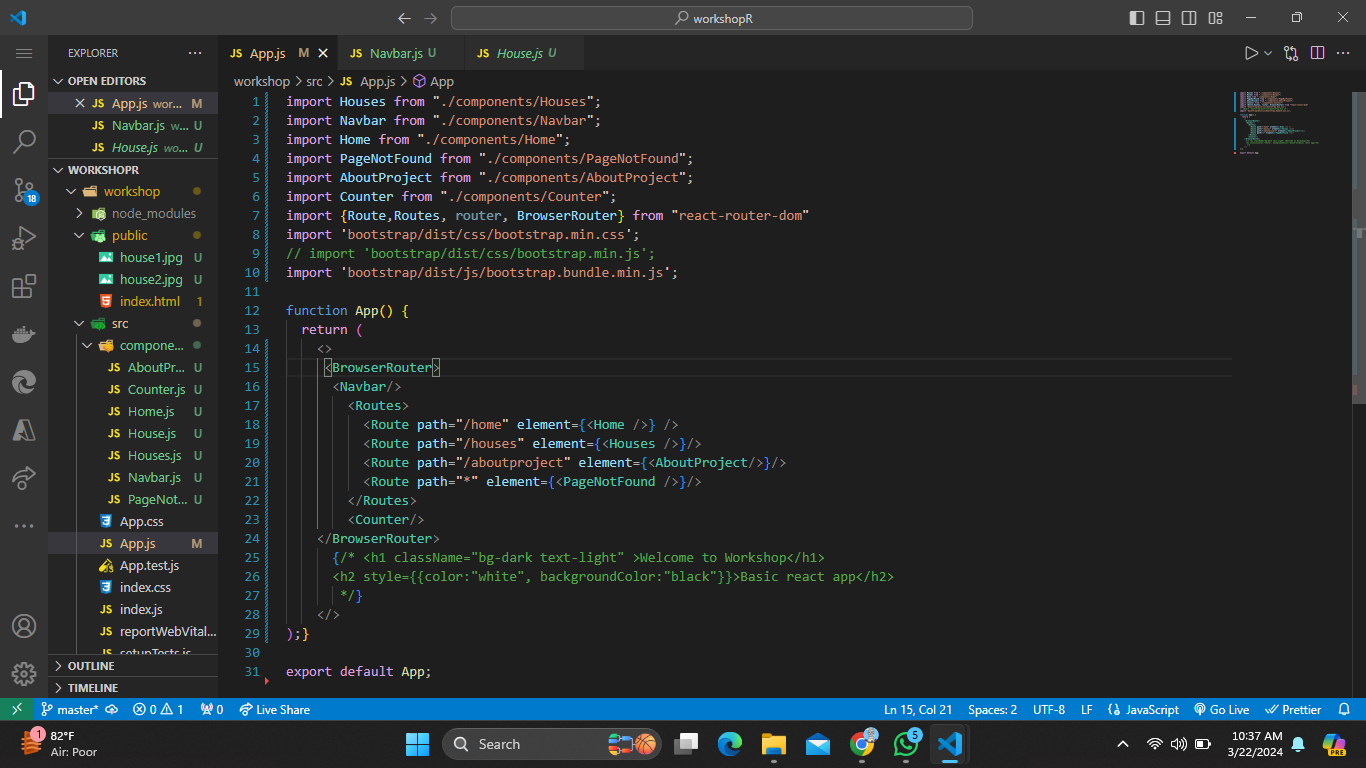 workshopR
EXPLORER
OPEN EDITORS
JS App.js wor... M
JS Navbar.js w... U
JS House.js wo... U
WORKSHOPR
workshop
node_modules
public
house1.jpg U
house2.jpg U
index.html 1
src
compone...
JS AboutPr... U
JS Counter.js U
JS Home.js U
JS House.js U
JS Houses.js U
JS Navbar.js U
JS PageNot... U
App.css
JS App.js M
App.test.js
index.css
JS index.js
JS reportWebVital...
JS setupTests.js
OUTLINE
TIMELINE
18
JS App.js M
JS Navbar.js U
JS House.js U
workshop > src > JS App.js > App
1 import Houses from "./components/Houses";
2 import Navbar from "./components/Navbar";
3 import Home from "./components/Home";
4 import PageNotFound from "./components/PageNotFound";
5 import AboutProject from "./components/AboutProject";
6 import Counter from "./components/Counter";
7 import {Route,Routes, router, BrowserRouter} from "react-router-dom"
8 import 'bootstrap/dist/css/bootstrap.min.css';
9 // import 'bootstrap/dist/css/bootstrap.min.js';
10 import 'bootstrap/dist/js/bootstrap.bundle.min.js';
11
12 function App() {
13 return (
14 <>
15 <BrowserRouter>
16 <Navbar/>
17 <Routes>
18 <Route path="/home" element={<Home />} />
19 <Route path="/houses" element={<Houses />}/>
20 <Route path="/aboutproject" element={<AboutProject/>}/>
21 <Route path="*" element={<PageNotFound />}/>
22 </Routes>
23 <Counter/>
24 </BrowserRouter>
25 {/* <h1 className="bg-dark text-light" >Welcome to Workshop</h1>
26 <h2 style={{color:"white", backgroundColor:"black"}}>Basic react app</h2>
27 */}
28 </>
29 );}
30
31 export default App;
master* 0 1 0 Live Share
Ln 15, Col 21 Spaces: 2 UTF-8 LF JavaScript Go Live Prettier
1
82°F
Air: Poor
Search
5
10:37 AM
3/22/2024
PRE